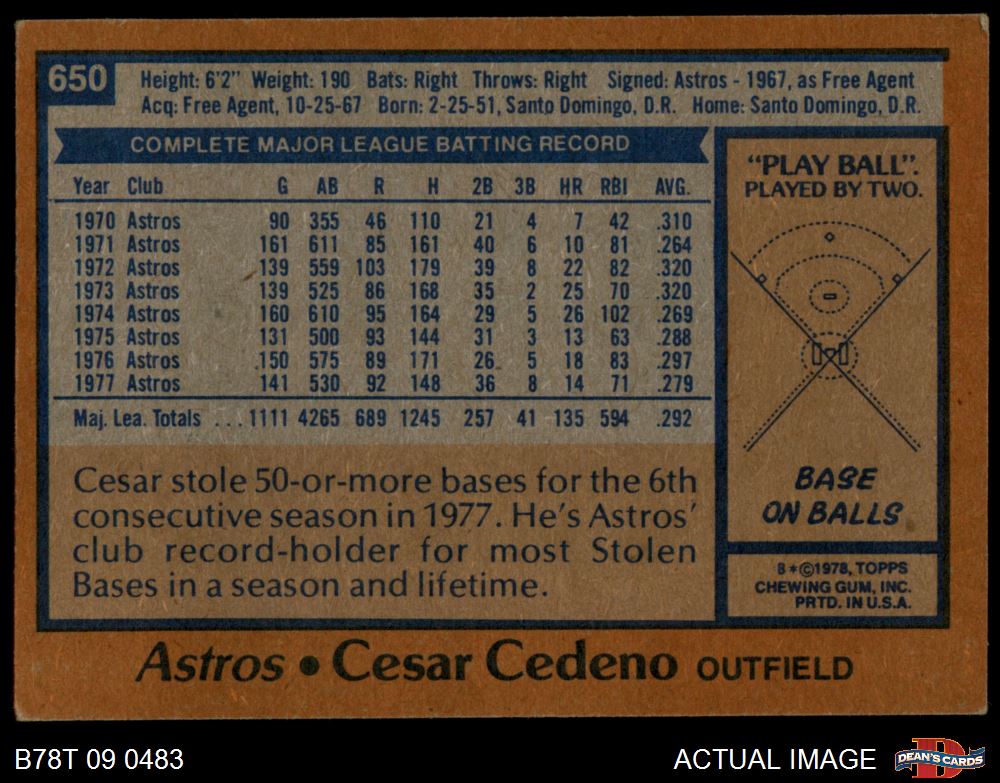 650
Height: 6'2" Weight: 190 Bats: Right Throws: Right Signed: Astros - 1967, as Free Agent
Acq: Free Agent, 10-25-67 Born: 2-25-51, Santo Domingo, D.R. Home: Santo Domingo, D.R.
COMPLETE MAJOR LEAGUE BATTING RECORD
Year Club G AB R H 2B 3B HR RBI AVG.
1970 Astros 90 355 46 110 21 4 7 42 .310
1971 Astros 161 611 85 161 40 6 10 81 .264
1972 Astros 139 559 103 179 39 8 22 82 .320
1973 Astros 139 525 86 168 35 2 25 70 .320
1974 Astros 160 610 95 164 29 5 26 102 .269
1975 Astros 131 500 93 144 31 3 13 63 .288
1976 Astros 150 575 89 171 26 5 18 83 .297
1977 Astros 141 530 92 148 36 8 14 71 .279
Maj. Lea. Totals ... 1111 4265 689 1245 257 41 135 594 .292
Cesar stole 50-or-more bases for the 6th
consecutive season in 1977. He's Astros'
club record-holder for most Stolen
Bases in a season and lifetime.
"PLAY BALL".
PLAYED BY TWO.
BASE
ON BALLS
B*©1978, TOPPS
CHEWING GUM, INC.
PRTD. IN U.S.A.
Astros • Cesar Cedeno OUTFIELD
B78T 09 0483
ACTUAL IMAGE
D
DEAN'S CARDS